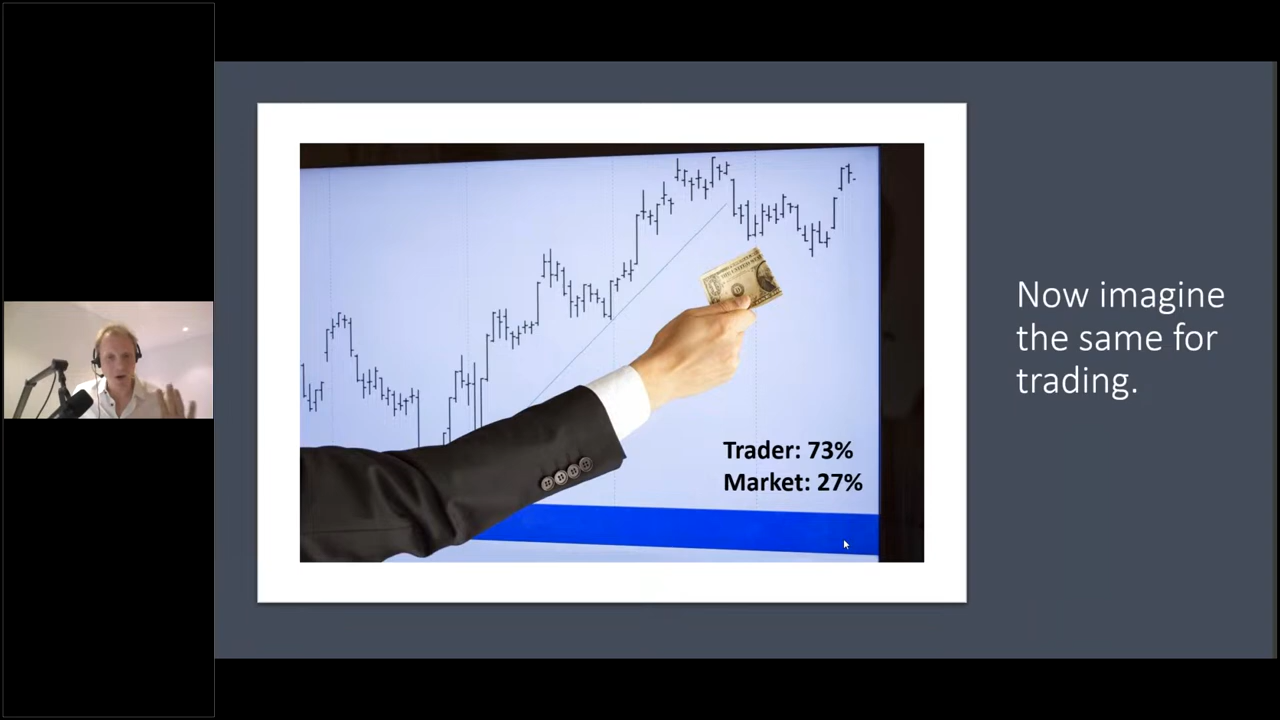 Now imagine
the same for
trading.
Trader: 73%
Market: 27%